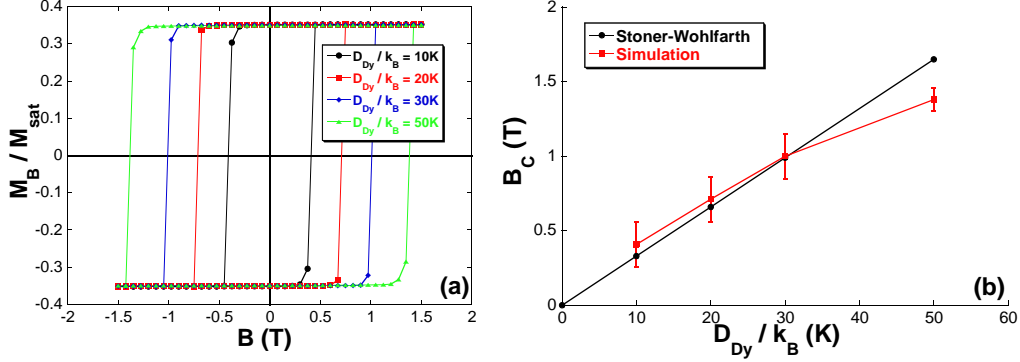 0.4
0.3
0.2
0.1
0
-0.1
-0.2
-0.3
-0.4
M_B / M_sat
-2
-1.5
-1
-0.5
0
0.5
1
1.5
2
B (T)
D_Dy / k_B = 10K
D_Dy / k_B = 20K
D_Dy / k_B = 30K
D_Dy / k_B = 50K
(a)
2
1.5
1
0.5
0
B_C (T)
0
10
20
30
40
50
60
D_Dy / k_B (K)
Stoner-Wohlfarth
Simulation
(b)